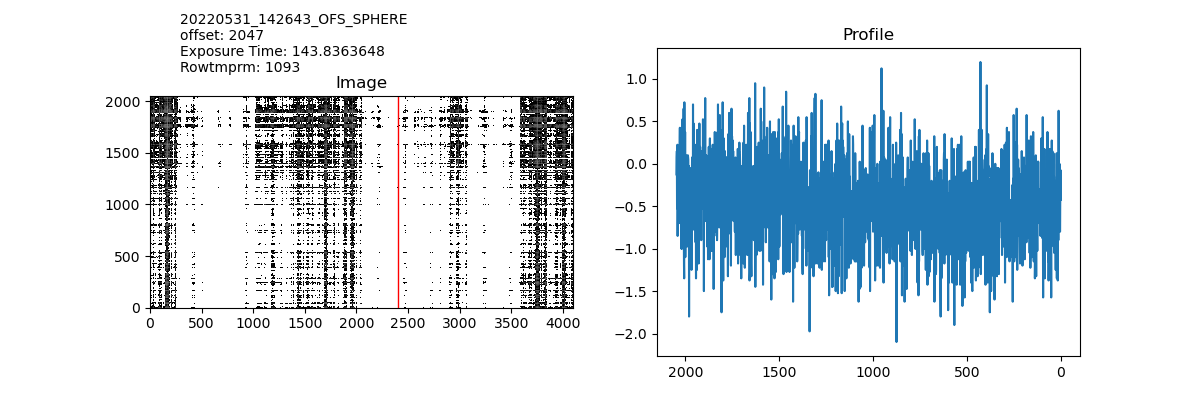 20220531_142643_OFS_SPHERE
offset: 2047
Exposure Time: 143.8363648
Rowtmprm: 1093
Image
2000
1500
1000
500
0
0 500 1000 1500 2000 2500 3000 3500 4000
Profile
1.0
0.5
0.0
−0.5
−1.0
−1.5
−2.0
2000 1500 1000 500 0